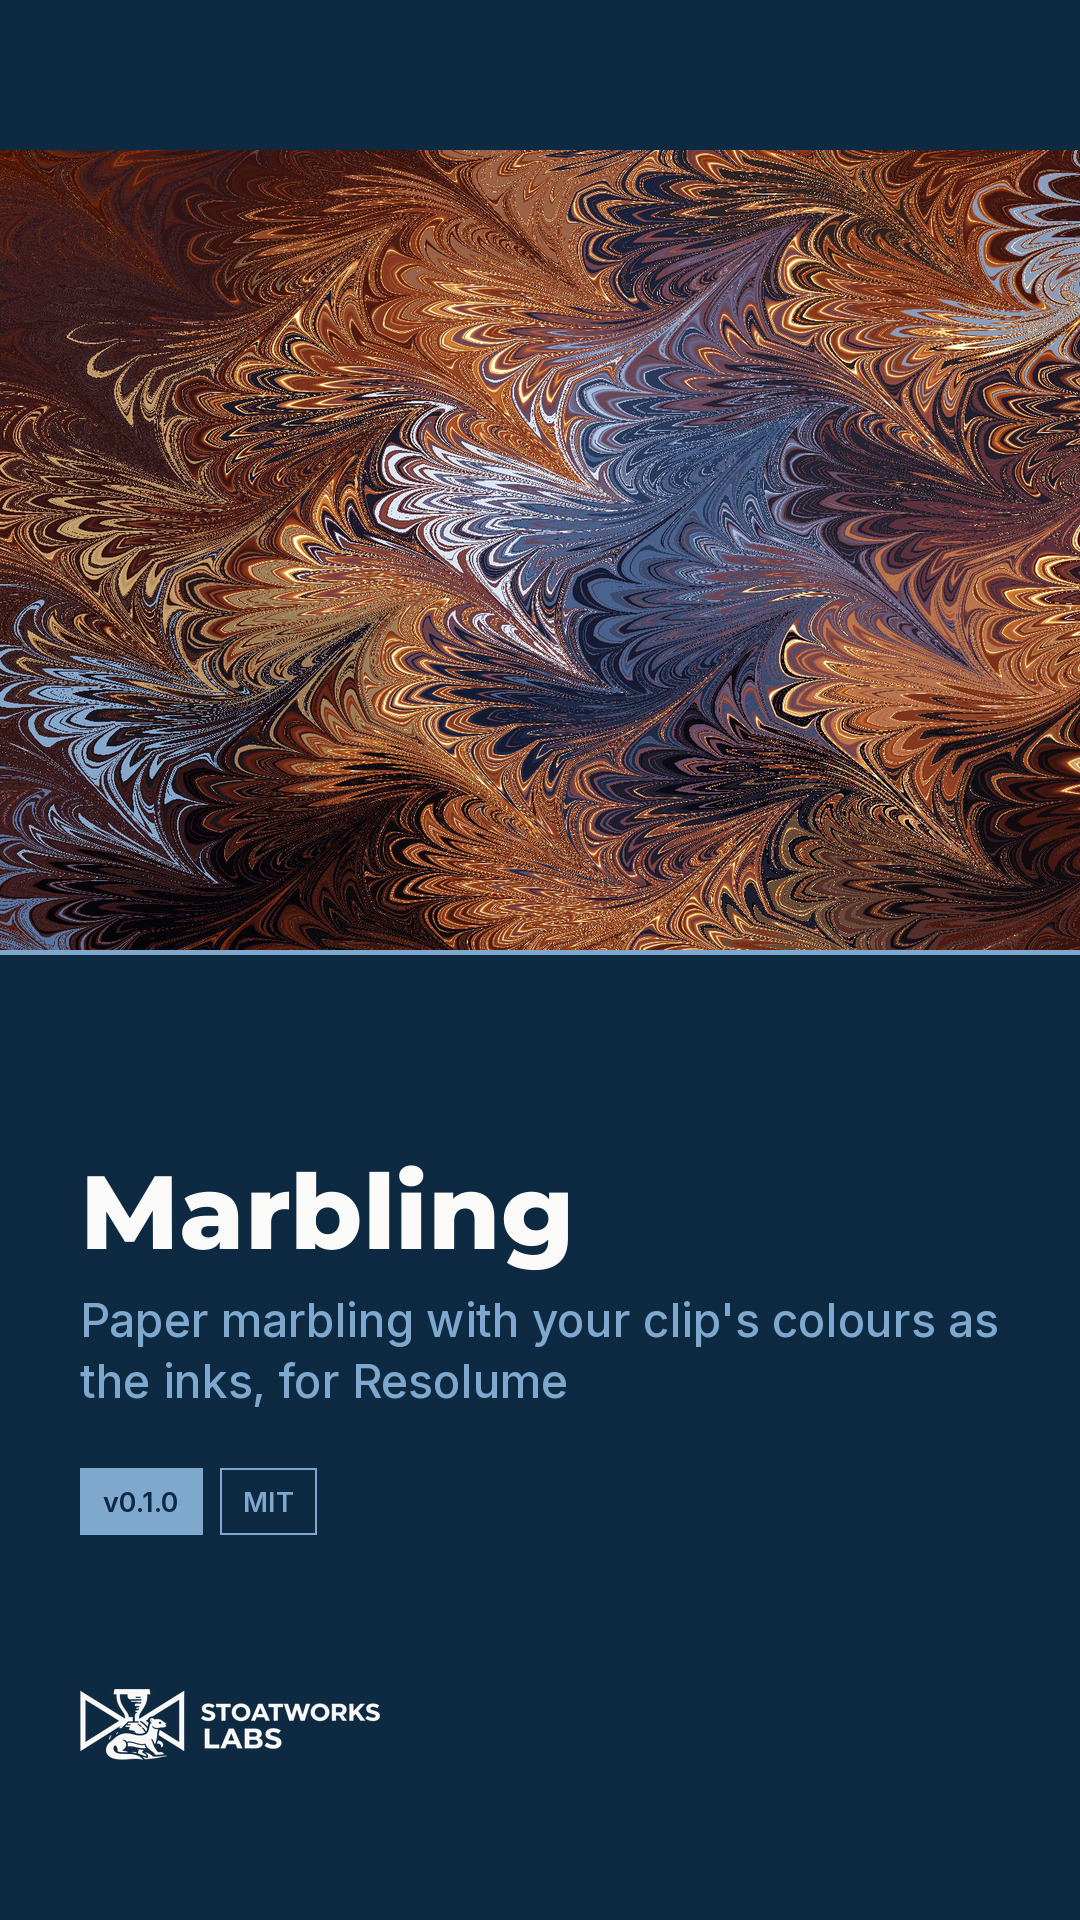 Marbling
Paper marbling with your clip's colours as
the inks, for Resolume
v0.1.0
MIT
STOATWORKS
LABS